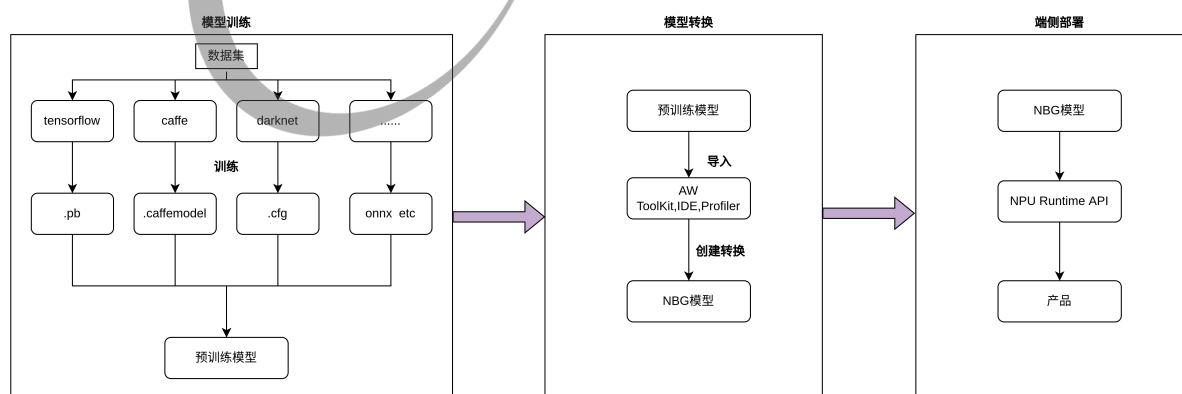 模型训练
数据集
tensorflow
caffe
darknet
......
训练
.pb
.caffemodel
.cfg
onnx etc
预训练模型
模型转换
预训练模型
导入
AW
ToolKit,IDE,Profiler
创建转换
NBG模型
端侧部署
NBG模型
NPU Runtime API
产品